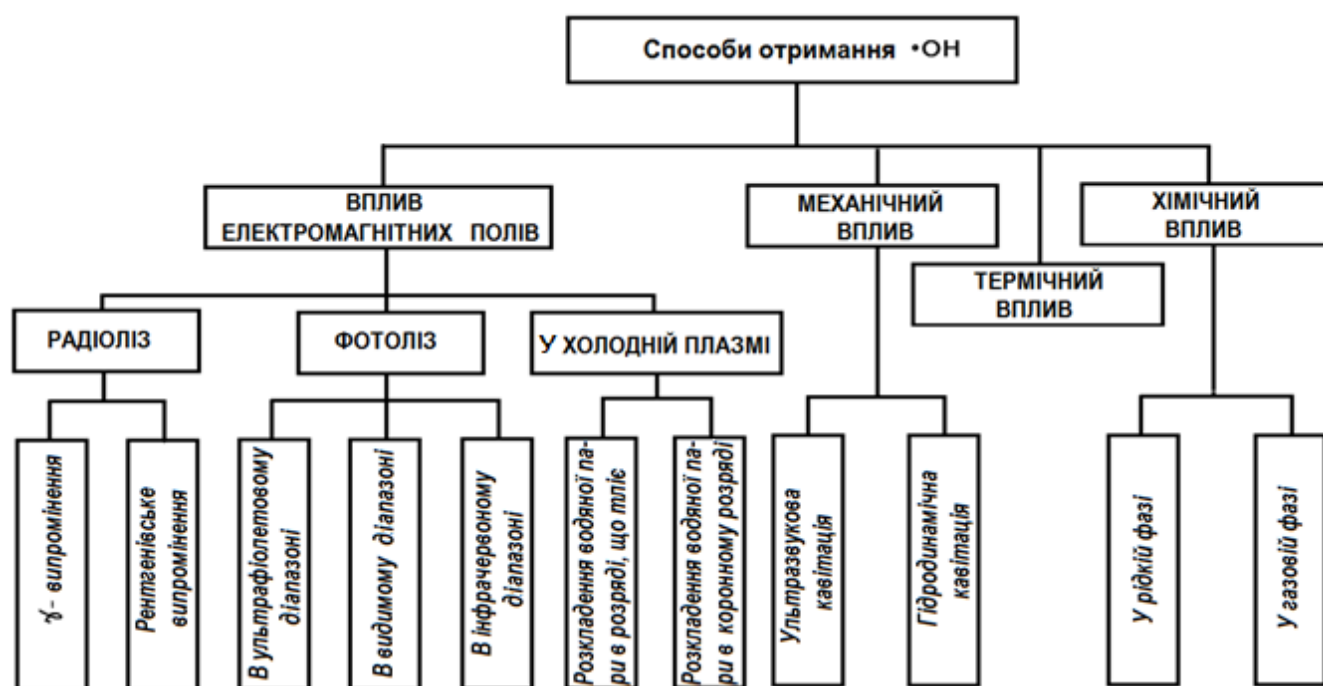 Способи отримання •ОН
ВПЛИВ
ЕЛЕКТРОМАГНІТНИХ ПОЛІВ
МЕХАНІЧНИЙ
ВПЛИВ
ТЕРМІЧНИЙ
ВПЛИВ
ХІМІЧНИЙ
ВПЛИВ
РАДІОЛІЗ
ФОТОЛІЗ
У ХОЛОДНІЙ ПЛАЗМІ
γ - випромінення
Рентгенівське
випромінення
В ультрафіолетовому
діапазоні
В видимому діапазоні
В інфрачервоному
діапазоні
Розкладення водяної па-
ри в розряді, що тліє
Розкладення водяної па-
ри в коронному розряді
Ультразвукова
кавітація
Гідродинамічна
кавітація
У рідкій фазі
У газовій фазі